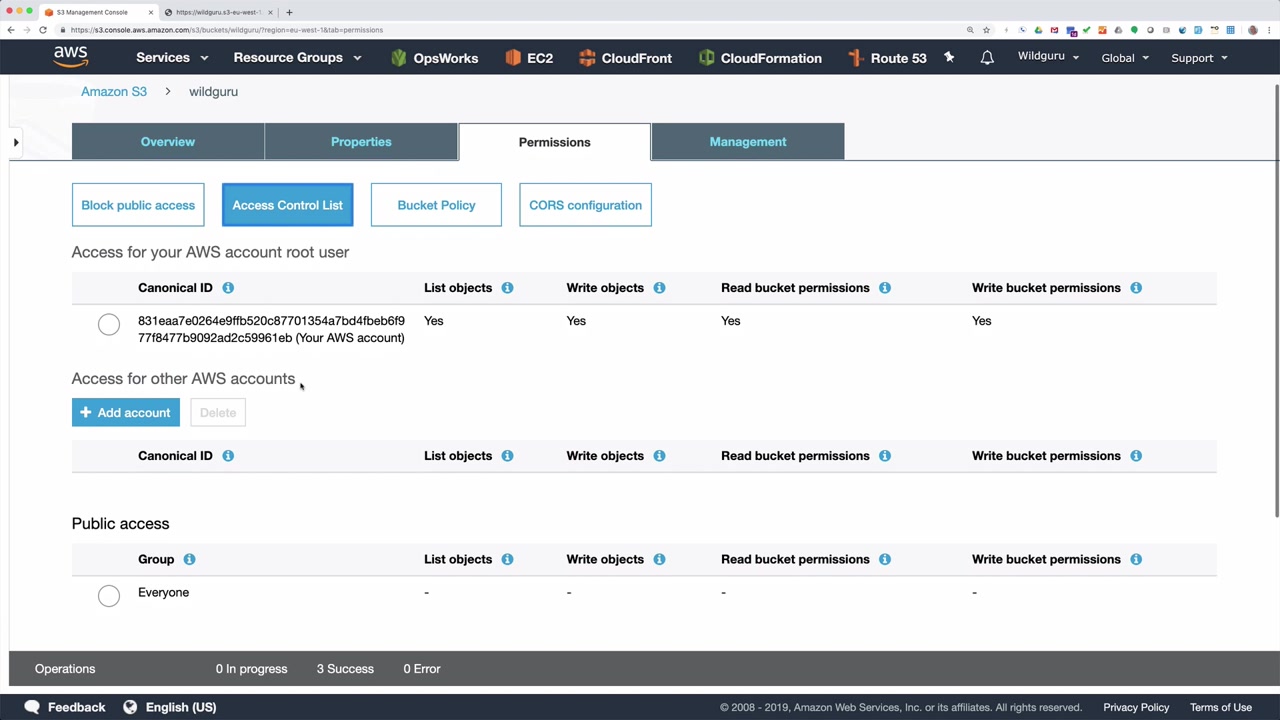 S3 Management Console
https://wildguru.s3-eu-west-1.
https://s3.console.aws.amazon.com/s3/buckets/wildguru/?region=eu-west-1&tab=permissions
aws Services Resource Groups OpsWorks EC2 CloudFront CloudFormation Route 53 Wildguru Global Support
Amazon S3 wildguru
Overview Properties Permissions Management
Block public access Access Control List Bucket Policy CORS configuration
Access for your AWS account root user
Canonical ID List objects Write objects Read bucket permissions Write bucket permissions
831eaa7e0264e9ffb520c87701354a7bd4fbeb6f9 Yes Yes Yes Yes
77f8477b9092ad2c59961eb (Your AWS account)
Access for other AWS accounts
+ Add account Delete
Canonical ID List objects Write objects Read bucket permissions Write bucket permissions
Public access
Group List objects Write objects Read bucket permissions Write bucket permissions
Everyone - - - -
Operations 0 In progress 3 Success 0 Error
Feedback English (US) © 2008 - 2019, Amazon Web Services, Inc. or its affiliates. All rights reserved. Privacy Policy Terms of Use